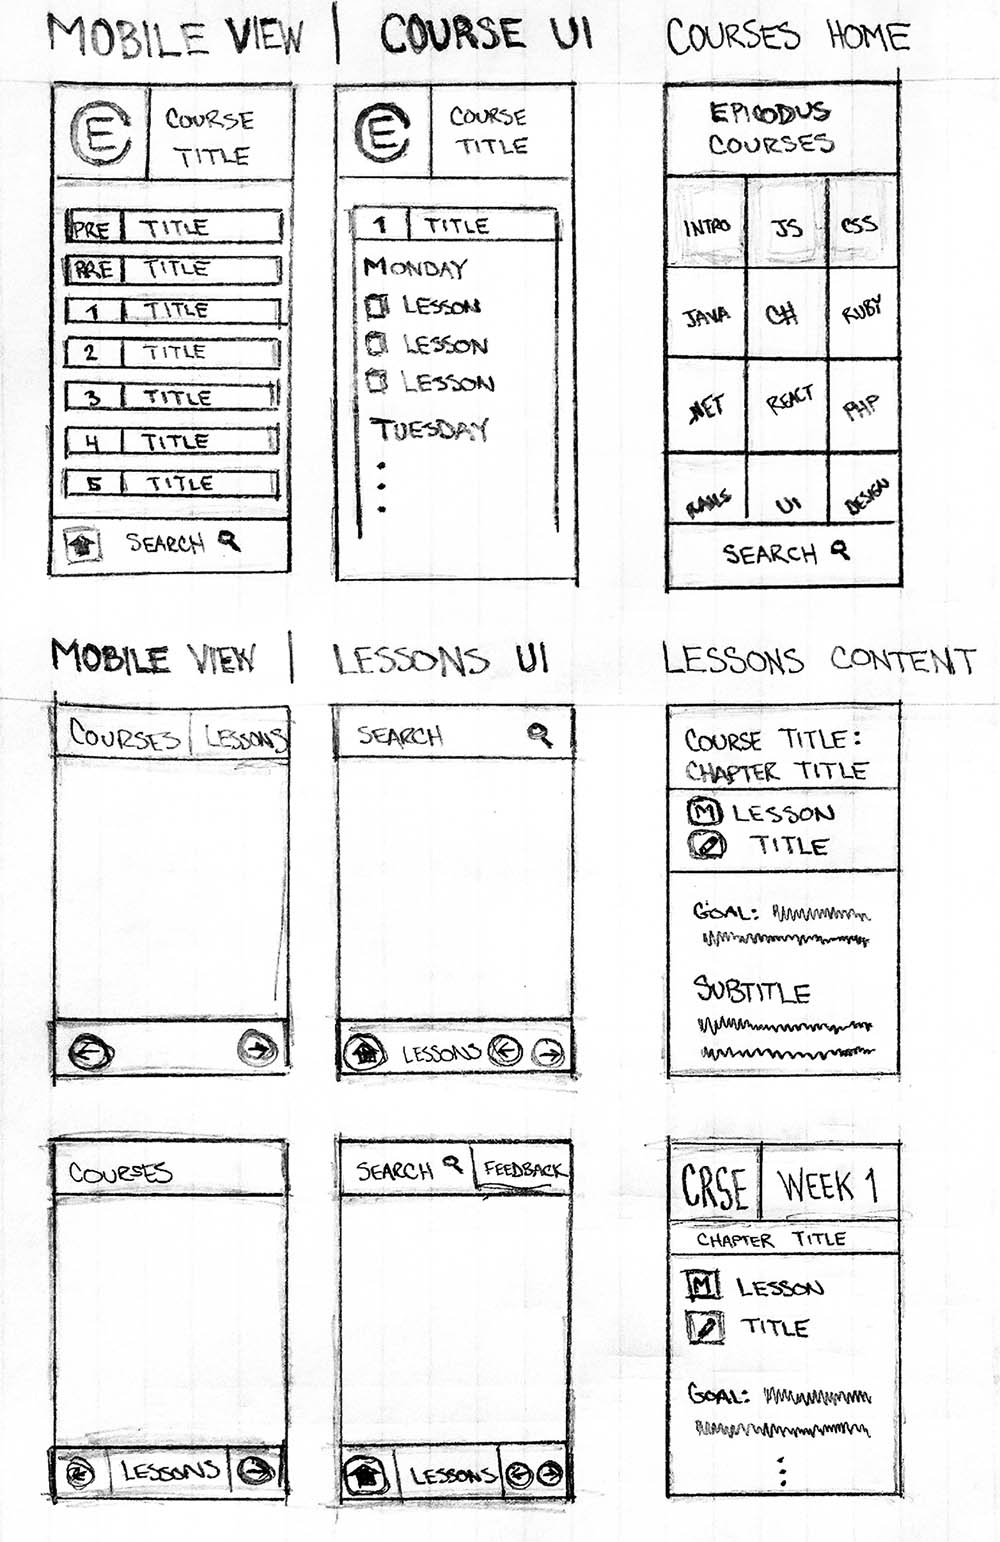 MOBILE VIEW | COURSE UI
COURSES HOME
E
COURSE
TITLE
PRE TITLE
PRE TITLE
1 TITLE
2 TITLE
3 TITLE
4 TITLE
5 TITLE
SEARCH
E
COURSE
TITLE
1 TITLE
MONDAY
LESSON
LESSON
LESSON
TUESDAY
EPICODUS
COURSES
INTRO JS CSS
JAVA C# RUBY
.NET REACT PHP
RAILS UI DESIGN
SEARCH
MOBILE VIEW | LESSONS UI
LESSONS CONTENT
COURSES | LESSONS
SEARCH
LESSONS
COURSE TITLE:
CHAPTER TITLE
M LESSON
TITLE
GOAL:
SUBTITLE
COURSES
LESSONS
SEARCH FEEDBACK
LESSONS
CRSE WEEK 1
CHAPTER TITLE
M LESSON
TITLE
GOAL: